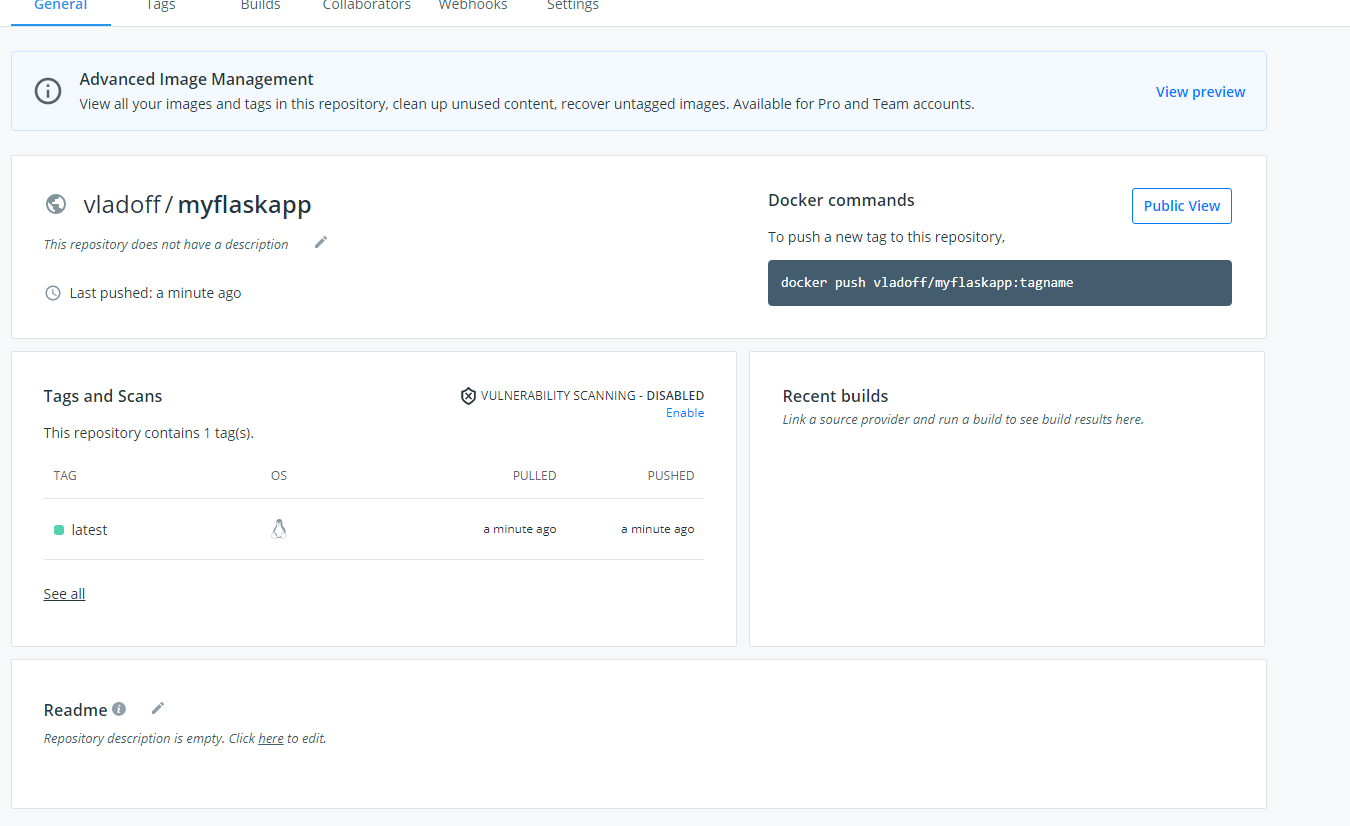 General Tags Builds Collaborators Webhooks Settings
Advanced Image Management
View all your images and tags in this repository, clean up unused content, recover untagged images. Available for Pro and Team accounts.
View preview
vladoff / myflaskapp
This repository does not have a description
Last pushed: a minute ago
Docker commands
Public View
To push a new tag to this repository,
docker push vladoff/myflaskapp:tagname
Tags and Scans
VULNERABILITY SCANNING - DISABLED
Enable
This repository contains 1 tag(s).
TAG OS PULLED PUSHED
latest a minute ago a minute ago
See all
Recent builds
Link a source provider and run a build to see build results here.
Readme
Repository description is empty. Click here to edit.